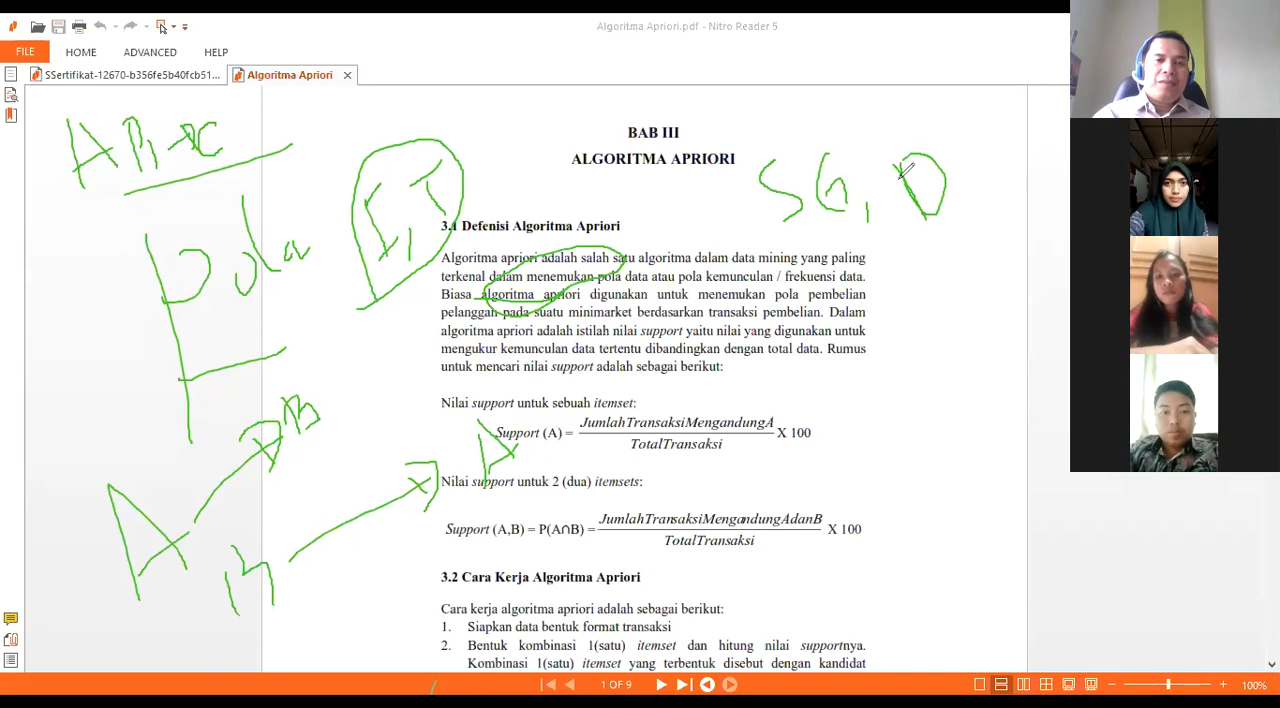 Algoritma Apriori.pdf - Nitro Reader 5
FILE HOME ADVANCED HELP
SSertifikat-12670-b356fe5b40fcb51... Algoritma Apriori
BAB III
ALGORITMA APRIORI
3.1 Defenisi Algoritma Apriori
Algoritma apriori adalah salah satu algoritma dalam data mining yang paling
terkenal dalam menemukan pola data atau pola kemunculan / frekuensi data.
Biasa algoritma apriori digunakan untuk menemukan pola pembelian
pelanggan pada suatu minimarket berdasarkan transaksi pembelian. Dalam
algoritma apriori adalah istilah nilai support yaitu nilai yang digunakan untuk
mengukur kemunculan data tertentu dibandingkan dengan total data. Rumus
untuk mencari nilai support adalah sebagai berikut:
Nilai support untuk sebuah itemset:
Support (A) = JumlahTransaksiMengandungA X 100
TotalTransaksi
Nilai support untuk 2 (dua) itemsets:
Support (A,B) = P(A∩B) = JumlahTransaksiMengandungAdanB X 100
TotalTransaksi
3.2 Cara Kerja Algoritma Apriori
Cara kerja algoritma apriori adalah sebagai berikut:
1. Siapkan data bentuk format transaksi
2. Bentuk kombinasi 1(satu) itemset dan hitung nilai supportnya.
Kombinasi 1(satu) itemset yang terbentuk disebut dengan kandidat
Pola
A
B
A
1 OF 9
100%